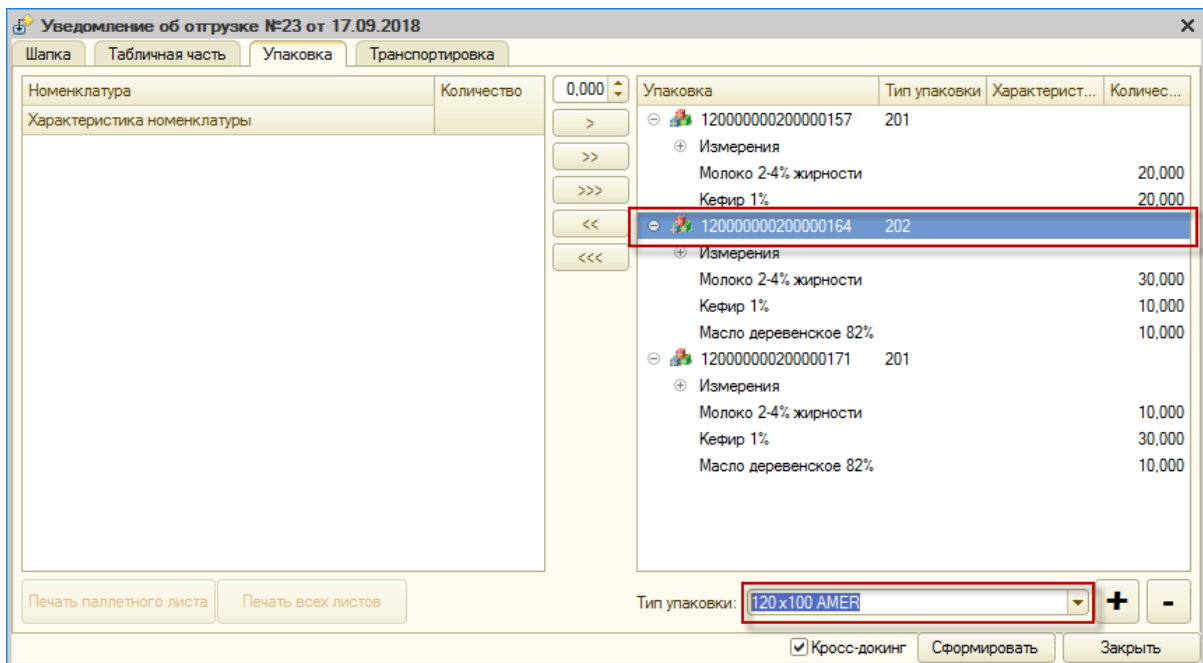 Уведомление об отгрузке №23 от 17.09.2018
Шапка Табличная часть Упаковка Транспортировка
Номенклатура Количество
Характеристика номенклатуры
0,000
>
>>
>>>
<<
<<<
Упаковка Тип упаковки Характерист... Количес...
120000000200000157 201
Измерения
Молоко 2-4% жирности 20,000
Кефир 1% 20,000
120000000200000164 202
Измерения
Молоко 2-4% жирности 30,000
Кефир 1% 10,000
Масло деревенское 82% 10,000
120000000200000171 201
Измерения
Молоко 2-4% жирности 10,000
Кефир 1% 30,000
Масло деревенское 82% 10,000
Печать паллетного листа Печать всех листов
Тип упаковки: 120x100 AMER + -
Кросс-докинг Сформировать Закрыть